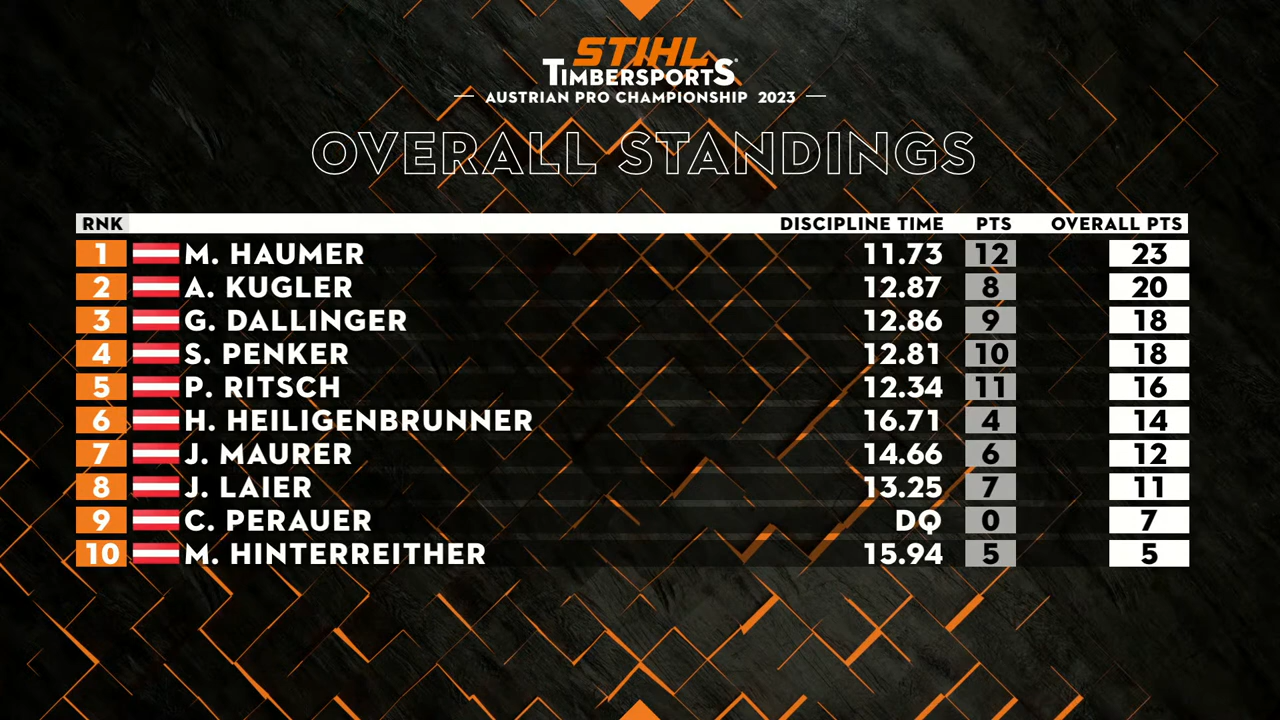 STIHL
TIMBERSPORTS®
AUSTRIAN PRO CHAMPIONSHIP 2023
OVERALL STANDINGS
RNK DISCIPLINE TIME PTS OVERALL PTS
1 M. HAUMER 11.73 12 23
2 A. KUGLER 12.87 8 20
3 G. DALLINGER 12.86 9 18
4 S. PENKER 12.81 10 18
5 P. RITSCH 12.34 11 16
6 H. HEILIGENBRUNNER 16.71 4 14
7 J. MAURER 14.66 6 12
8 J. LAIER 13.25 7 11
9 C. PERAUER DQ 0 7
10 M. HINTERREITHER 15.94 5 5